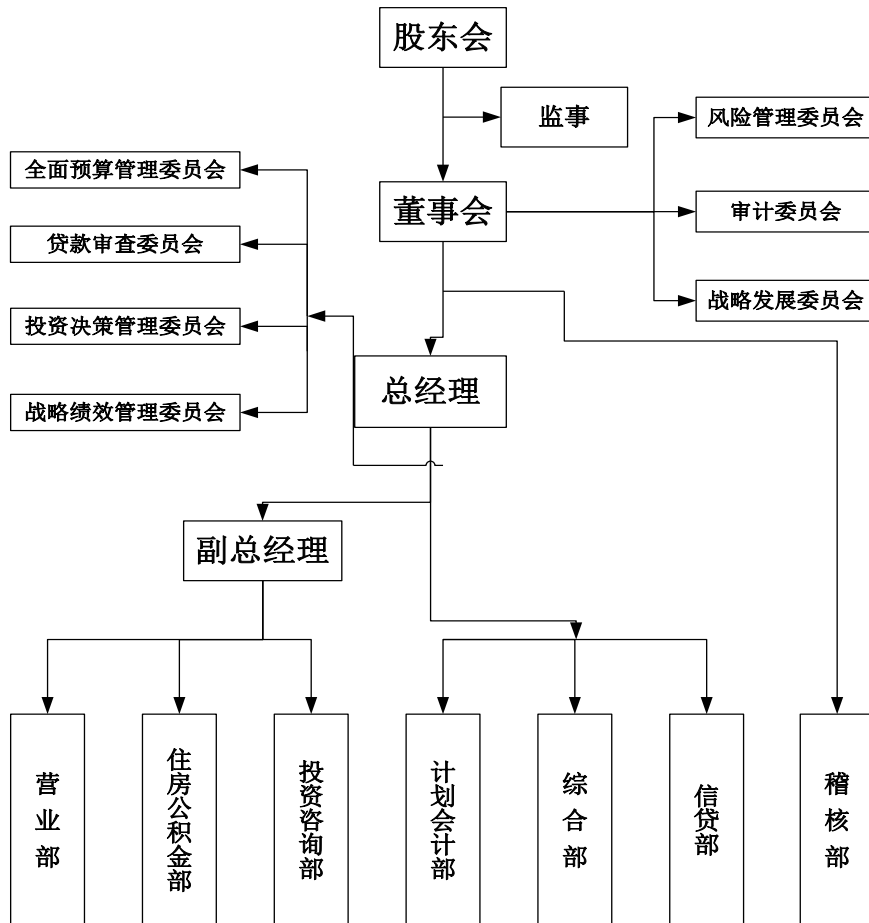 股东会
监事
风险管理委员会
全面预算管理委员会
董事会
审计委员会
贷款审查委员会
战略发展委员会
投资决策管理委员会
总经理
战略绩效管理委员会
副总经理
营业部
住房公积金部
投资咨询部
计划会计部
综合部
信贷部
稽核部